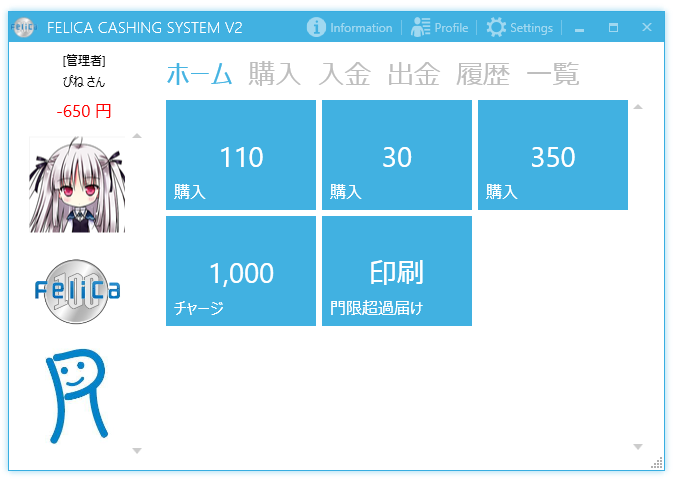 FeliCa FELICA CASHING SYSTEM V2
Information Profile Settings
[管理者]
ぴね さん
-650 円
ホーム 購入 入金 出金 履歴 一覧
110
購入
30
購入
350
購入
1,000
チャージ
印刷
門限超過届け
FeliCa
100